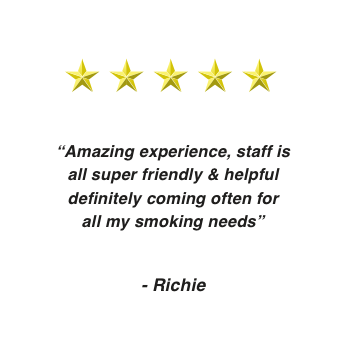 “Amazing experience, staff is
all super friendly & helpful
definitely coming often for
all my smoking needs”
- Richie